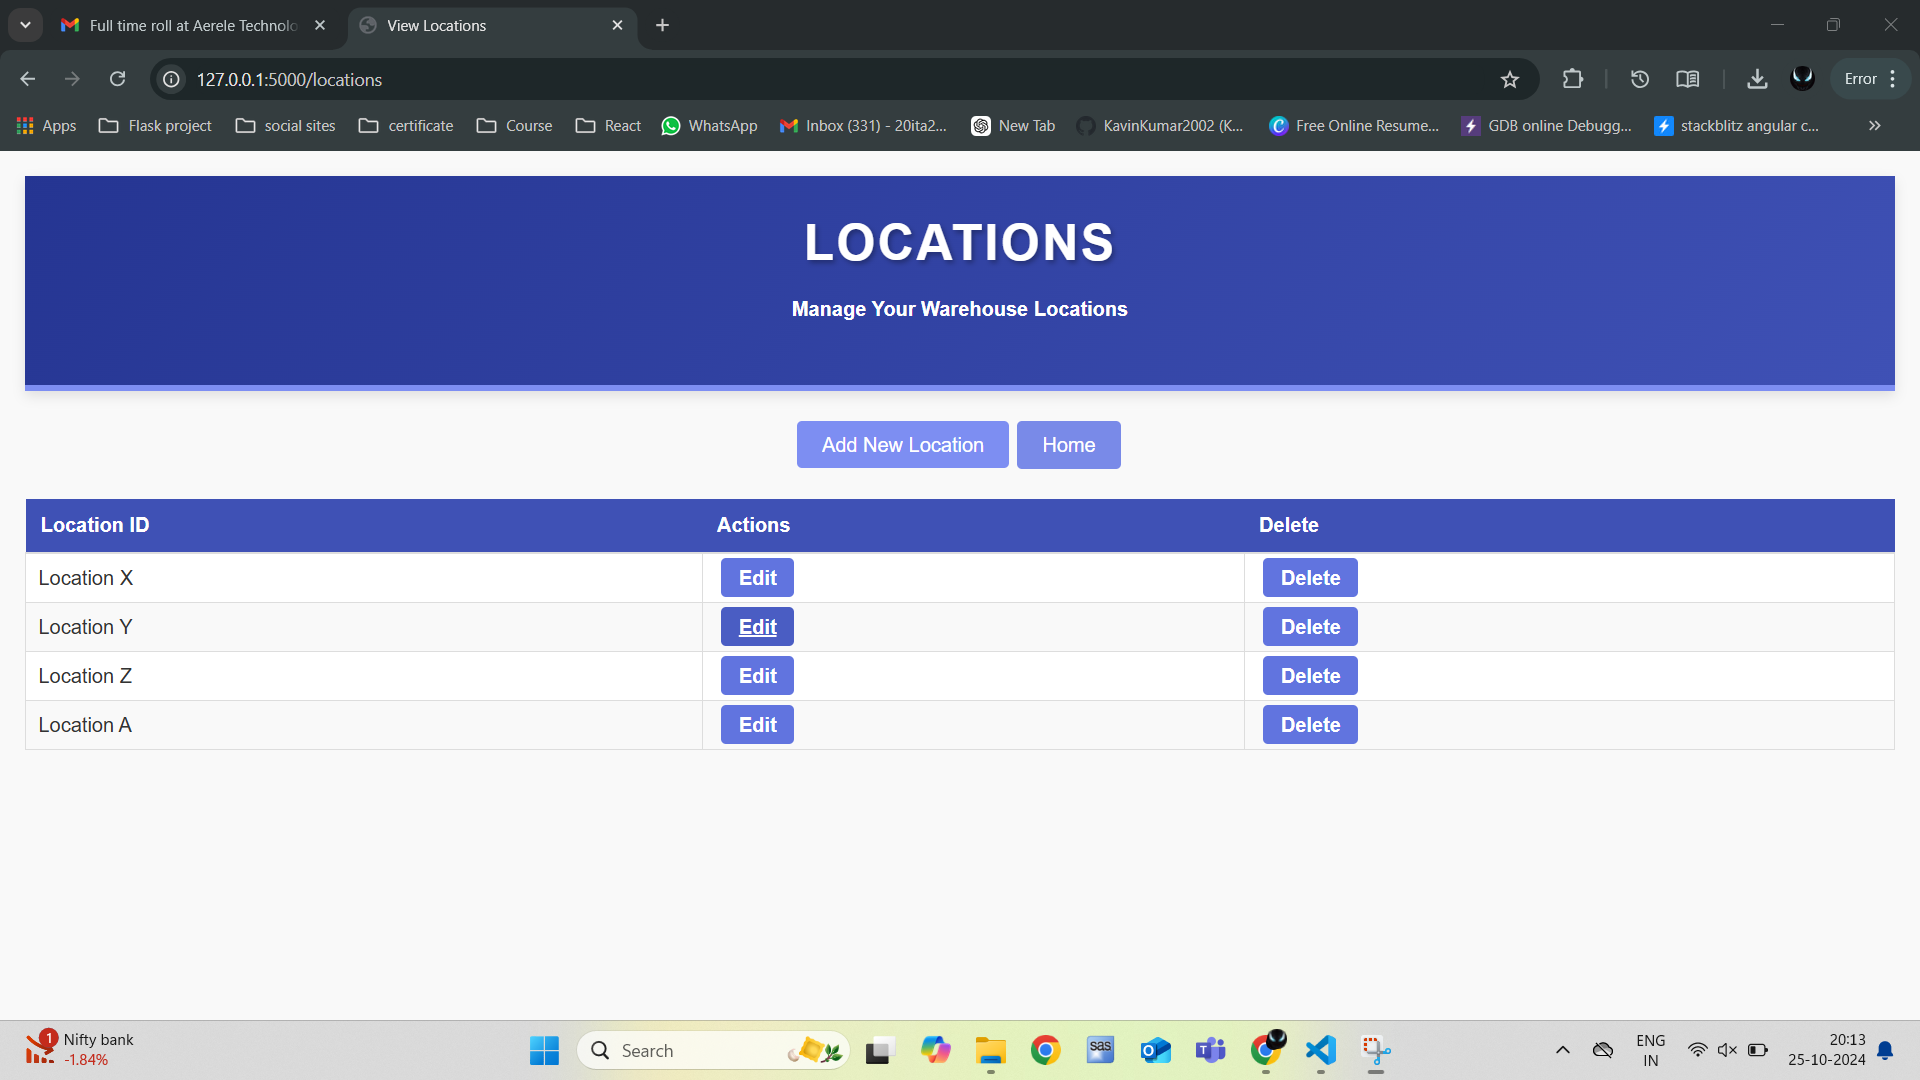 Full time roll at Aerele Technolo
View Locations
127.0.0.1:5000/locations
Error
Apps
Flask project
social sites
certificate
Course
React
WhatsApp
Inbox (331) - 20ita2...
New Tab
KavinKumar2002 (K...
Free Online Resume...
GDB online Debugg...
stackblitz angular c...
LOCATIONS
Manage Your Warehouse Locations
Add New Location Home
Location ID Actions Delete
Location X Edit Delete
Location Y Edit Delete
Location Z Edit Delete
Location A Edit Delete
1
Nifty bank
-1.84%
Search
sas
ENG
IN
20:13
25-10-2024